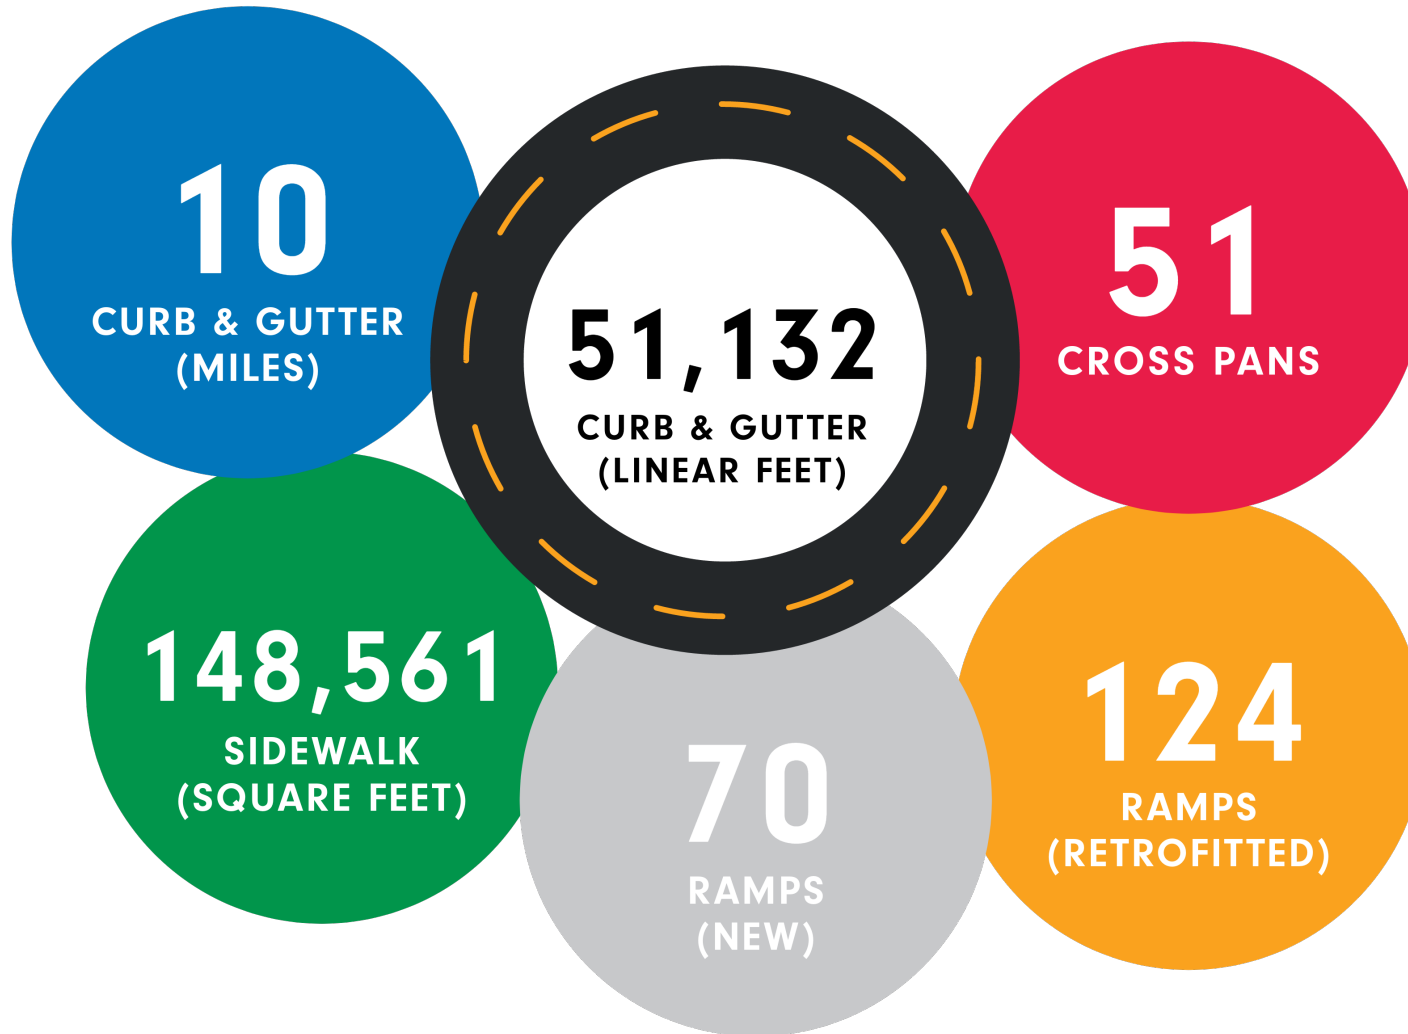 10
CURB & GUTTER
(MILES)
51,132
CURB & GUTTER
(LINEAR FEET)
51
CROSS PANS
148,561
SIDEWALK
(SQUARE FEET)
70
RAMPS
(NEW)
124
RAMPS
(RETROFITTED)